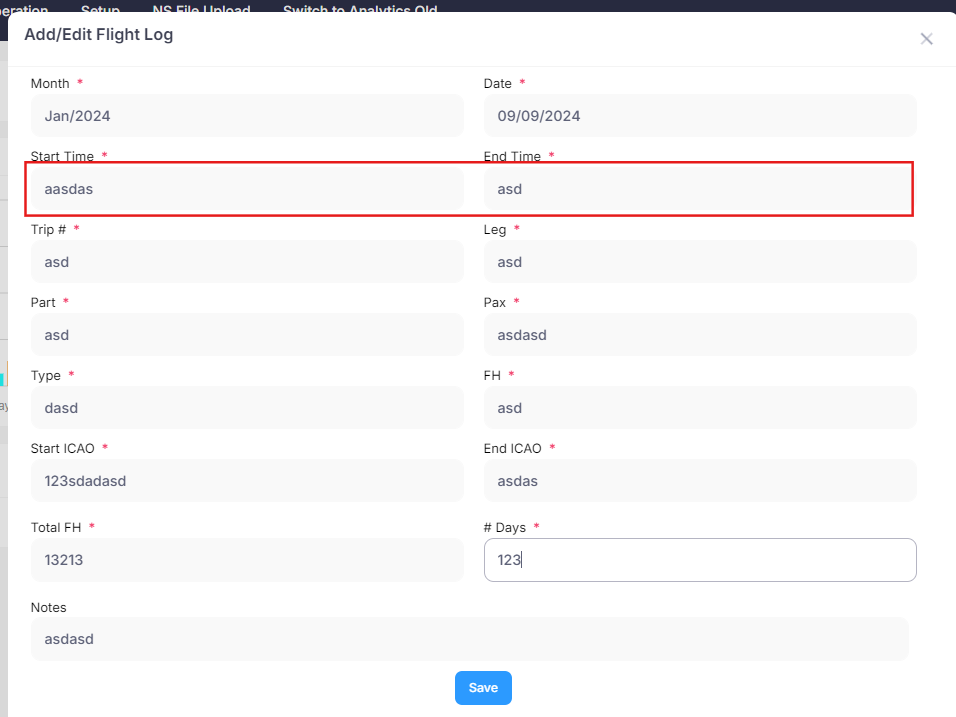 Setup NS File Upload Switch to Analytics Old
Add/Edit Flight Log
Month * Date *
Jan/2024 09/09/2024
Start Time * End Time *
aasdas asd
Trip # * Leg *
asd asd
Part * Pax *
asd asdasd
Type * FH *
dasd asd
Start ICAO * End ICAO *
123sdadasd asdas
Total FH * # Days *
13213 123
Notes
asdasd
Save